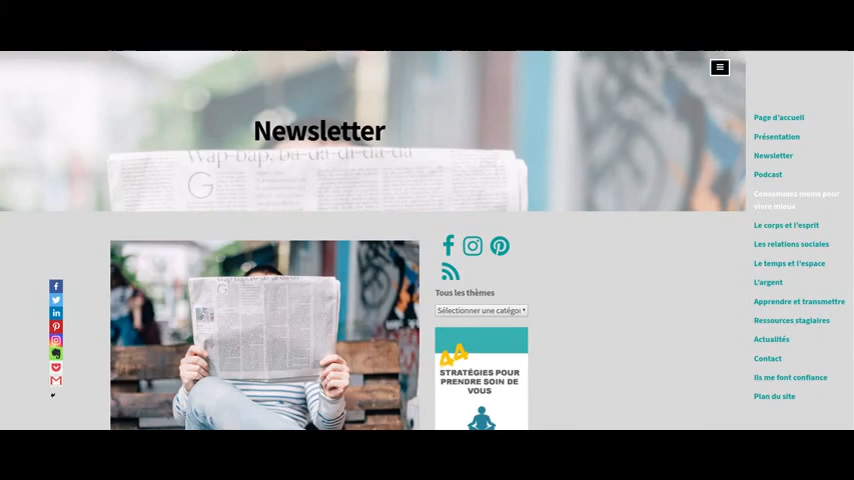 Newsletter
Wap-bap, ba-da-di-da-da
G
Page d'accueil
Présentation
Newsletter
Podcast
Consommez moins pour
vivre mieux
Le corps et l'esprit
Les relations sociales
Le temps et l'espace
L'argent
Apprendre et transmettre
Ressources stagiaires
Actualités
Contact
Ils me font confiance
Plan du site
Tous les thèmes
Sélectionner une catégor
44
STRATÉGIES POUR
PRENDRE SOIN DE
VOUS